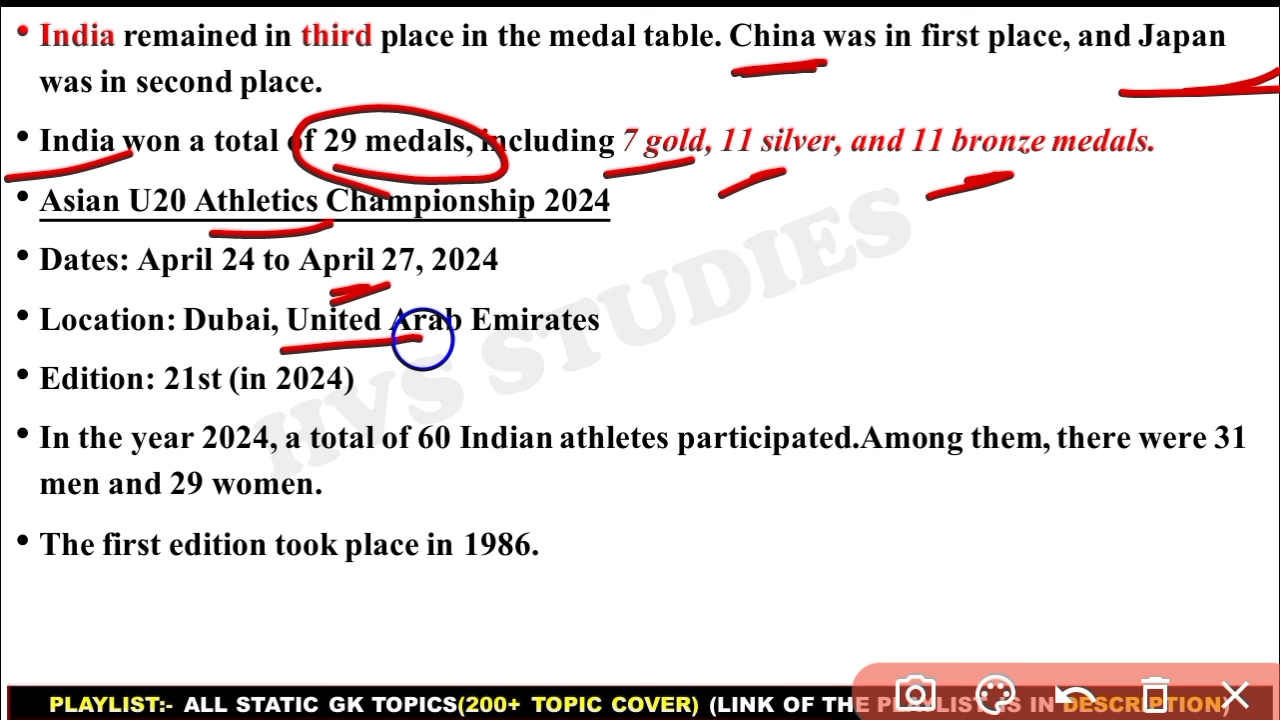 • India remained in third place in the medal table. China was in first place, and Japan
was in second place.
• India won a total of 29 medals, including 7 gold, 11 silver, and 11 bronze medals.
• Asian U20 Athletics Championship 2024
• Dates: April 24 to April 27, 2024
• Location: Dubai, United Arab Emirates
• Edition: 21st (in 2024)
• In the year 2024, a total of 60 Indian athletes participated.Among them, there were 31
men and 29 women.
• The first edition took place in 1986.
HVS STUDIES
PLAYLIST:- ALL STATIC GK TOPICS(200+ TOPIC COVER) (LINK OF THE PLAYLIST IS IN DESCRIPTION)